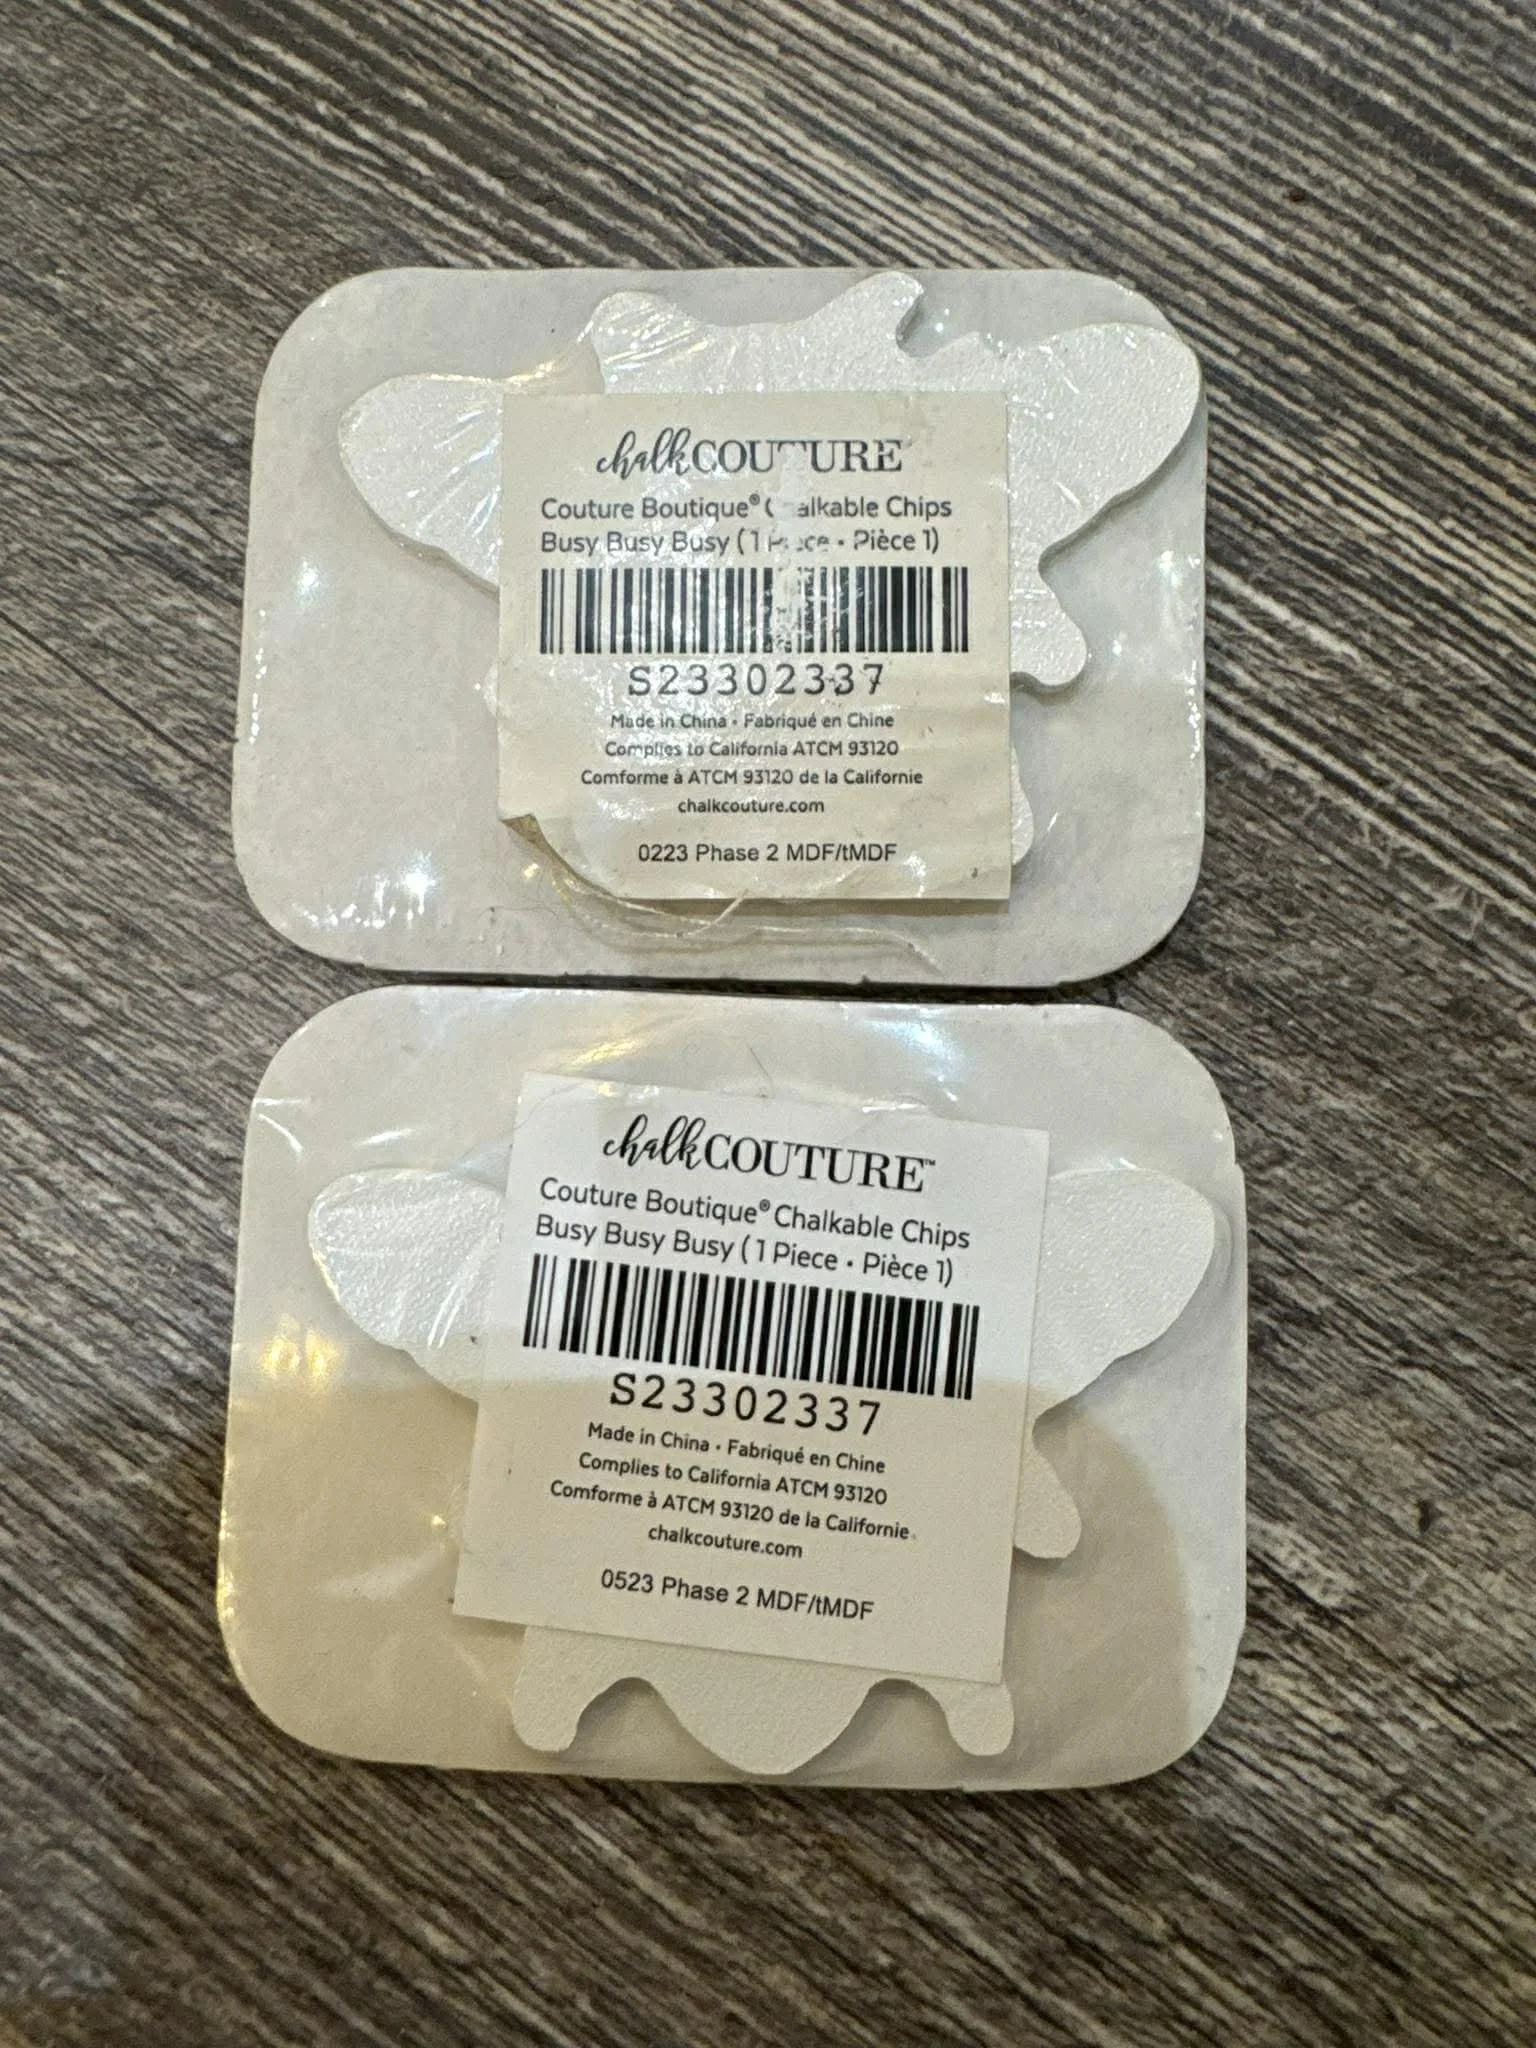 chalkCOUTURE
Couture Boutique® Chips
Busy Busy Busy (1 • Pièce 1)
S23302337
Made in China • Fabriqué en Chine
Complies to California ATCM 93120
Comforme à ATCM 93120 de la Californie
chalkcouture.com
0223 Phase 2 MDF/tMDF
chalkCOUTURE™
Couture Boutique® Chalkable Chips
Busy Busy Busy (1 Piece • Pièce 1)
S23302337
Made in China • Fabriqué en Chine
Complies to California ATCM 93120
Comforme à ATCM 93120 de la Californie
chalkcouture.com
0523 Phase 2 MDF/tMDF